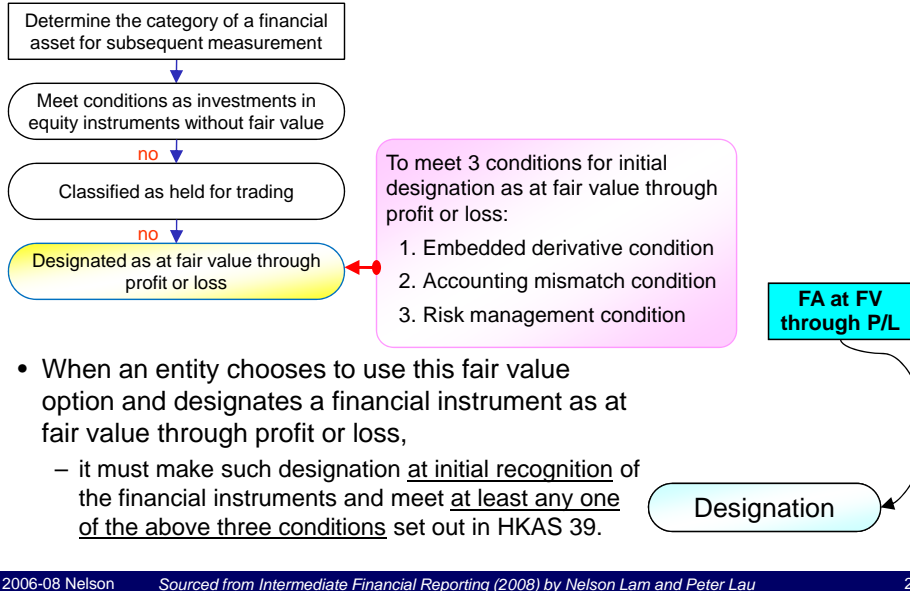 Determine the category of a financial
asset for subsequent measurement
Meet conditions as investments in
equity instruments without fair value
no
Classified as held for trading
no
Designated as at fair value through
profit or loss
To meet 3 conditions for initial
designation as at fair value through
profit or loss:
1. Embedded derivative condition
2. Accounting mismatch condition
3. Risk management condition
FA at FV
through P/L
• When an entity chooses to use this fair value
option and designates a financial instrument as at
fair value through profit or loss,
– it must make such designation at initial recognition of
the financial instruments and meet at least any one
of the above three conditions set out in HKAS 39.
Designation
2006-08 Nelson
Sourced from Intermediate Financial Reporting (2008) by Nelson Lam and Peter Lau
2